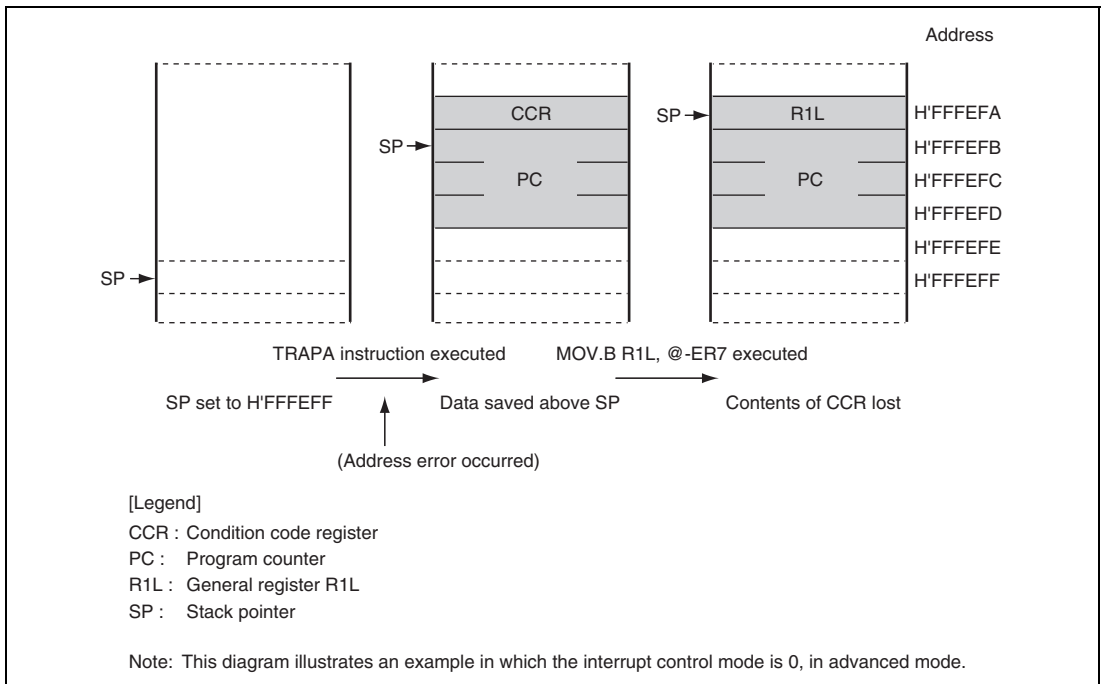 Address
CCR
SP
R1L
H'FFFEFA
SP
H'FFFEFB
PC
PC
H'FFFEFC
H'FFFEFD
H'FFFEFE
SP
H'FFFEFF
TRAPA instruction executed
MOV.B R1L, @-ER7 executed
SP set to H'FFFEFF
Data saved above SP
Contents of CCR lost
(Address error occurred)
[Legend]
CCR : Condition code register
PC : Program counter
R1L : General register R1L
SP : Stack pointer
Note: This diagram illustrates an example in which the interrupt control mode is 0, in advanced mode.